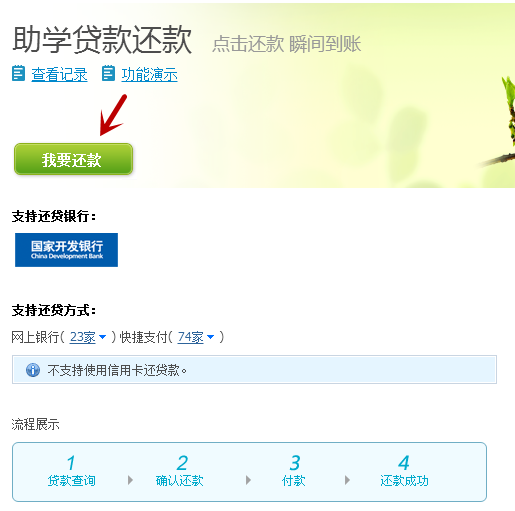 助学贷款还款 点击还款 瞬间到账
查看记录 功能演示
我要还款
支持还贷银行：
国家开发银行
China Development Bank
支持还贷方式：
网上银行( 23家 ) 快捷支付( 74家 )
不支持使用信用卡还贷款。
流程展示
1 2 3 4
贷款查询 确认还款 付款 还款成功